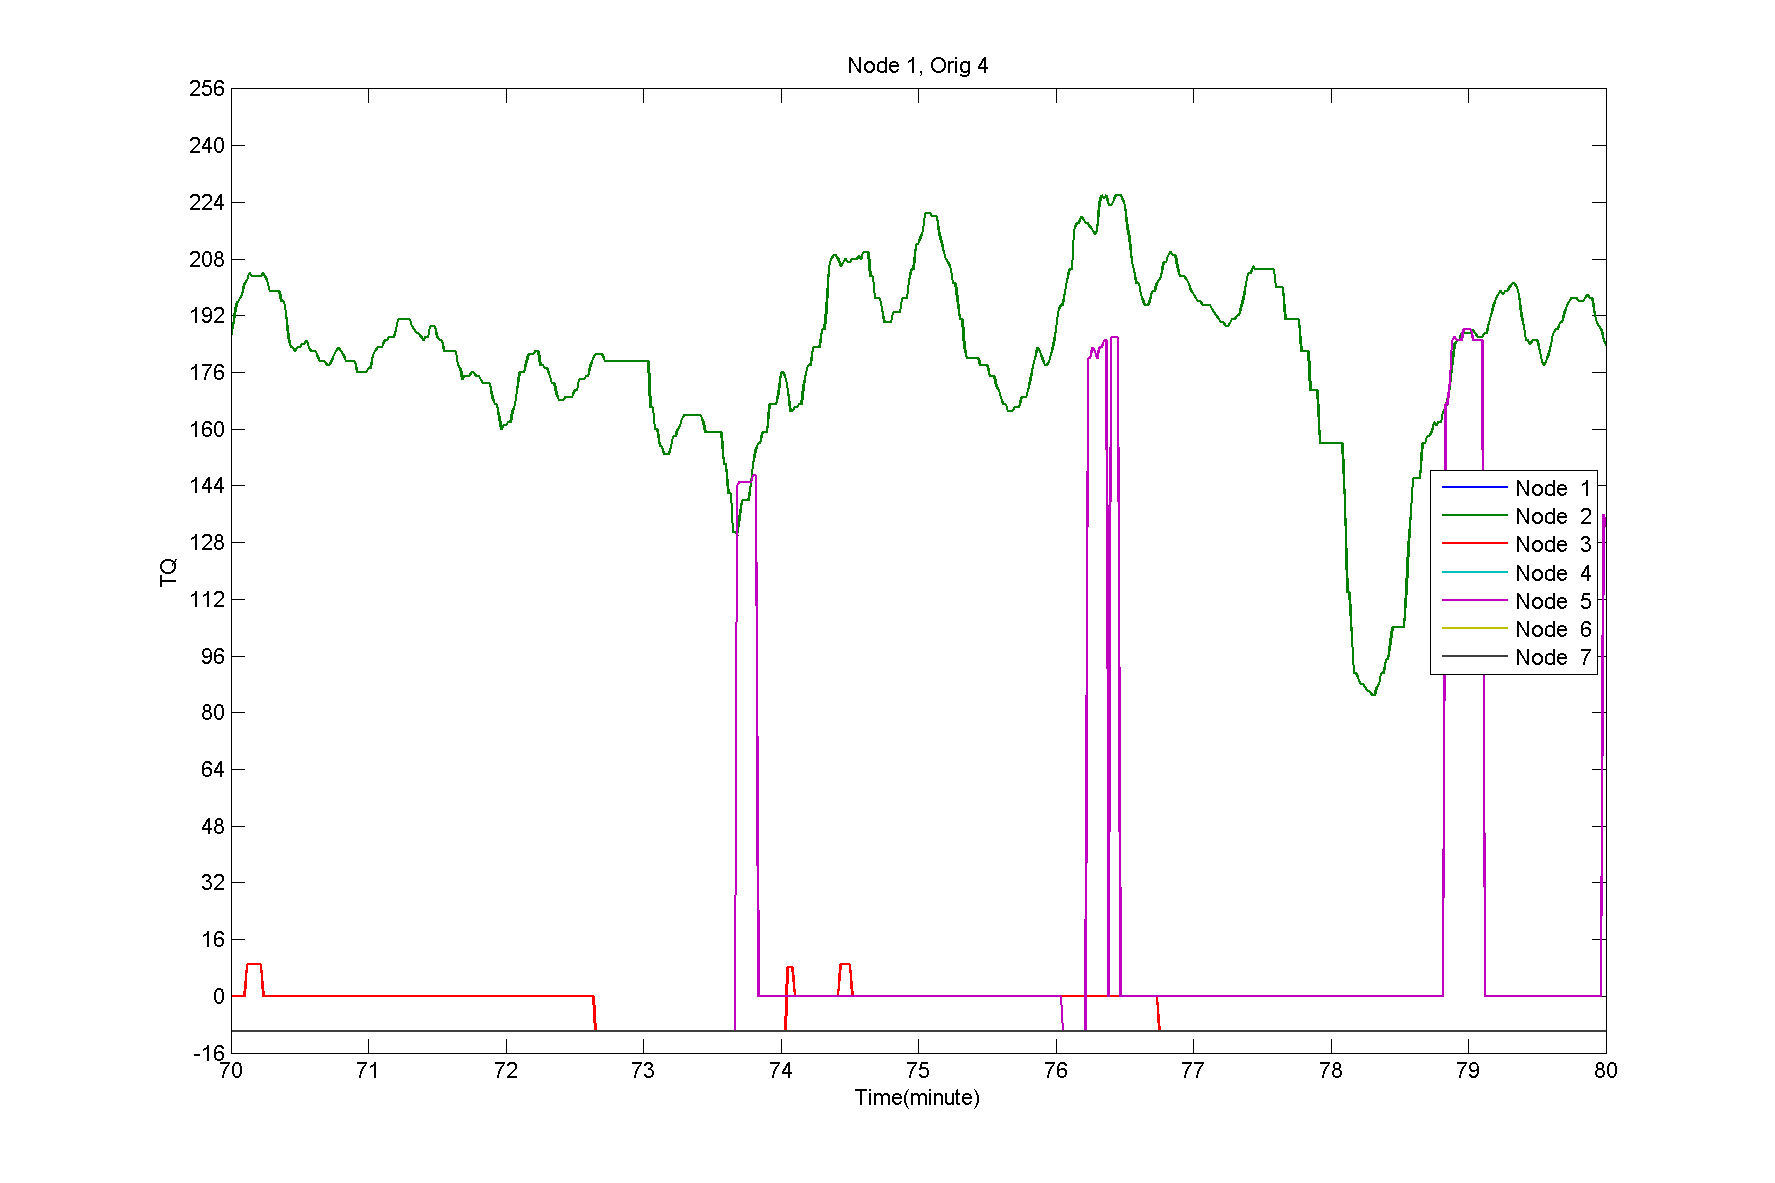 Node 1, Orig 4
256
240
224
208
192
176
160
144
128
112
96
80
64
48
32
16
0
-16
TQ
Node 1
Node 2
Node 3
Node 4
Node 5
Node 6
Node 7
70 71 72 73 74 75 76 77 78 79 80
Time(minute)